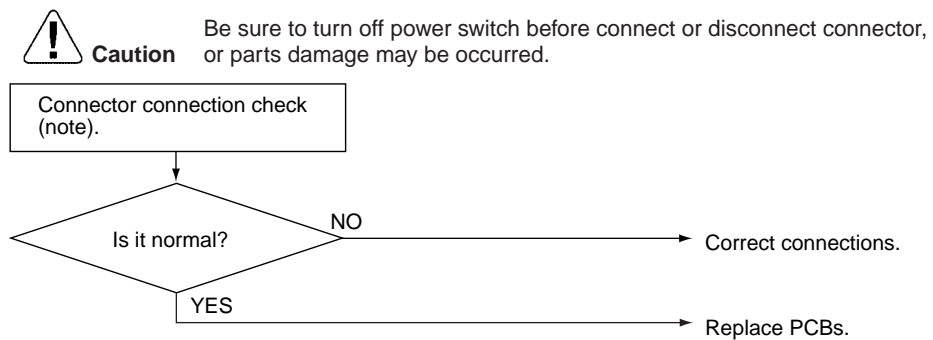 Be sure to turn off power switch before connect or disconnect connector,
Caution or parts damage may be occurred.
Connector connection check
(note).
NO
Is it normal?
Correct connections.
YES
Replace PCBs.